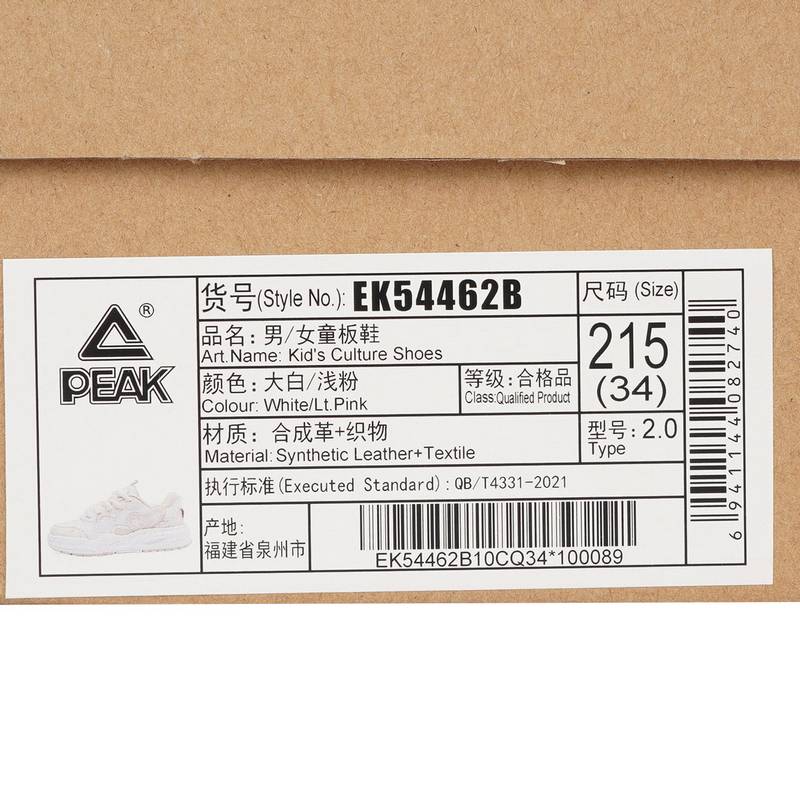 ®
PEAK
货号(Style No.): EK54462B
尺码 (Size)
品名: 男/女童板鞋
Art.Name: Kid's Culture Shoes
215
(34)
颜色: 大白/浅粉
Colour: White/Lt.Pink
等级: 合格品
Class:Qualified Product
材质: 合成革+织物
Material: Synthetic Leather+Textile
型号: 2.0
Type
执行标准(Executed Standard): QB/T4331-2021
产地:
福建省泉州市
EK54462B10CQ34*100089
6941144082740